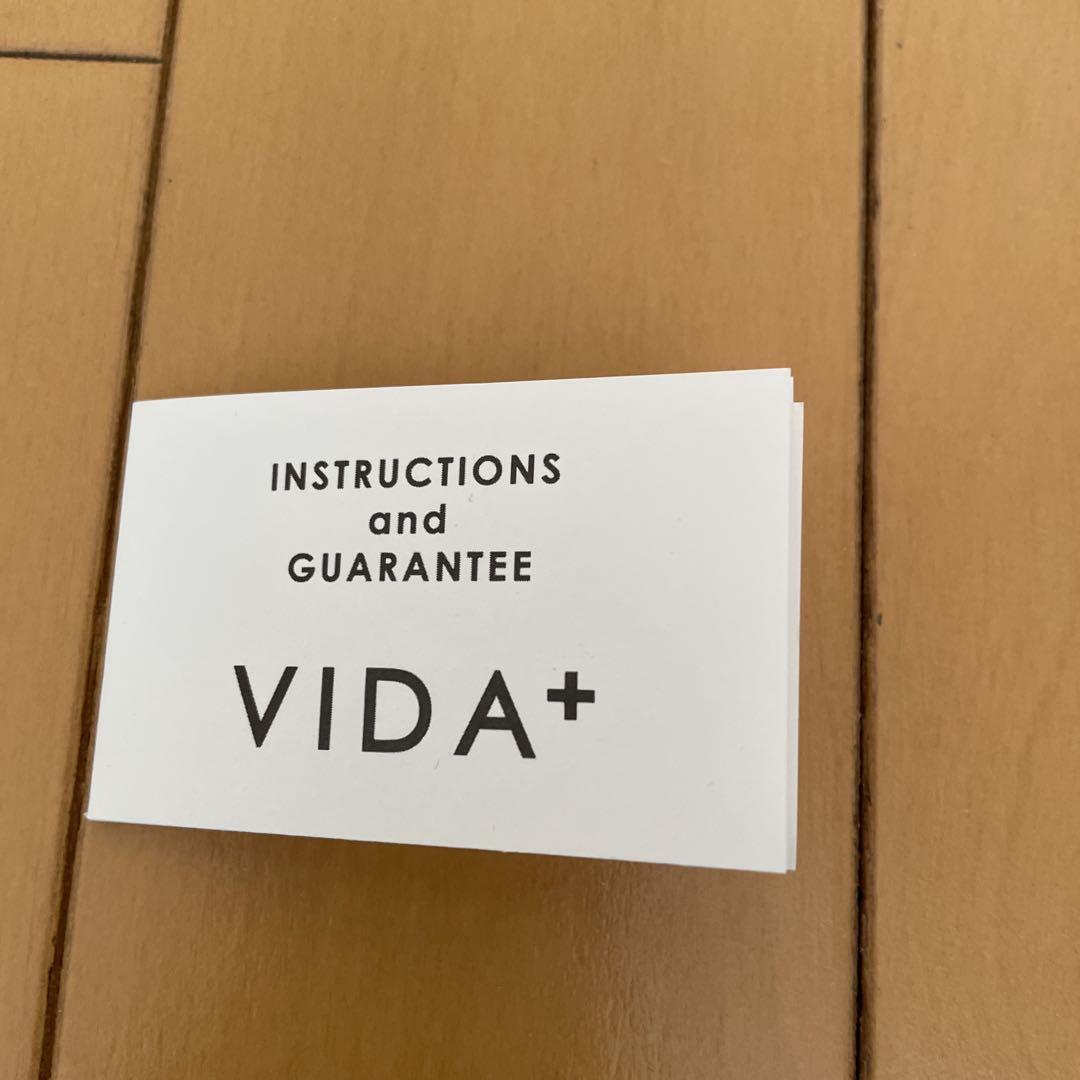 INSTRUCTIONS
and
GUARANTEE
VIDA+